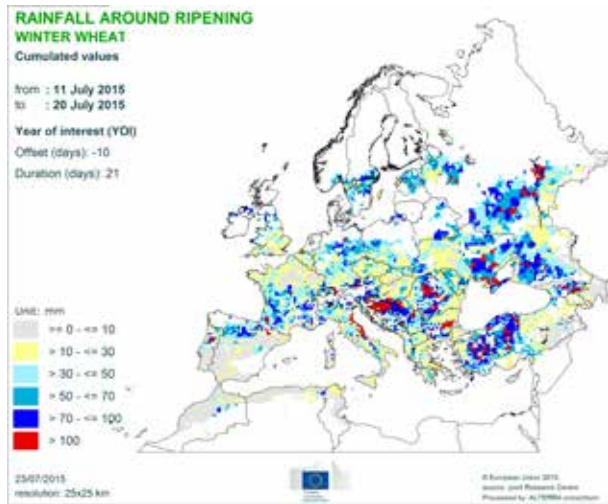 RAINFALL AROUND RIPENING
WINTER WHEAT
Cumulated values
from : 11 July 2015
to : 20 July 2015
Year of interest (YOI)
Offset (days): -10
Duration (days): 21
Unit: mm
>= 0 - <= 10
> 10 - <= 30
> 30 - <= 50
> 50 - <= 70
> 70 - <= 100
> 100
23/07/2015
resolution: 25x25 km
© European Union 2015
source: Joint Research Centre
Processed by ALTERRA consortium